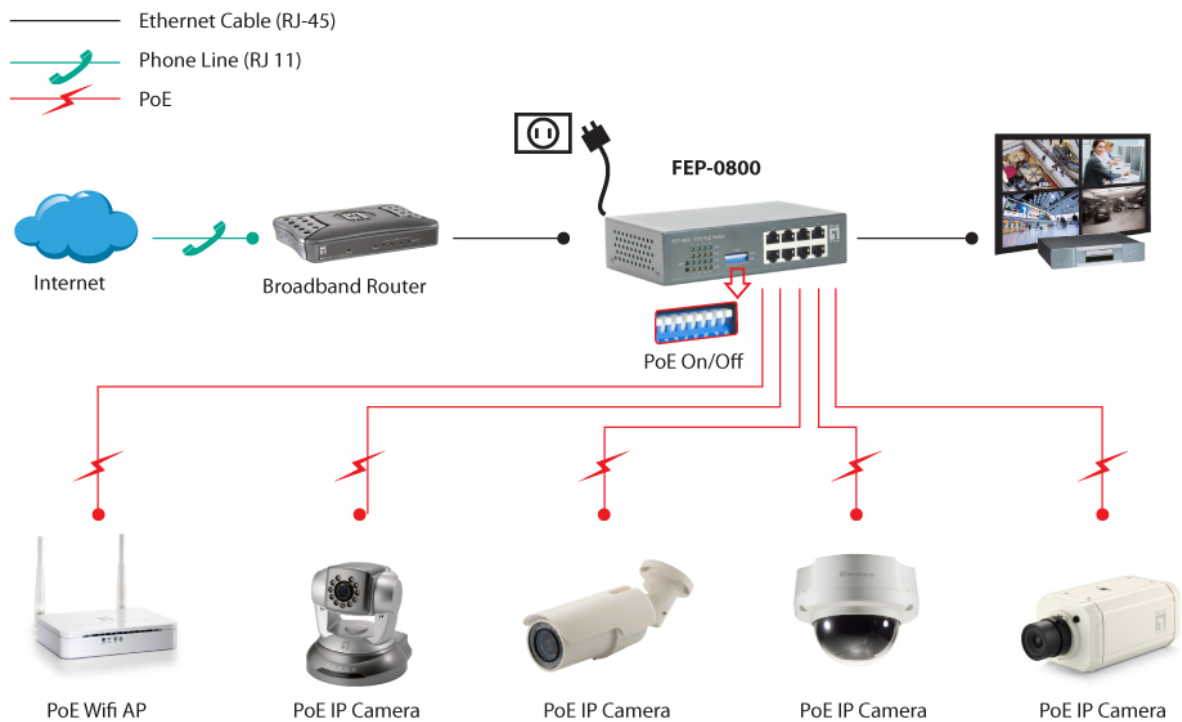 Ethernet Cable (RJ-45)
Phone Line (RJ 11)
PoE
FEP-0800
Internet
Broadband Router
PoE On/Off
PoE Wifi AP
PoE IP Camera
PoE IP Camera
PoE IP Camera
PoE IP Camera